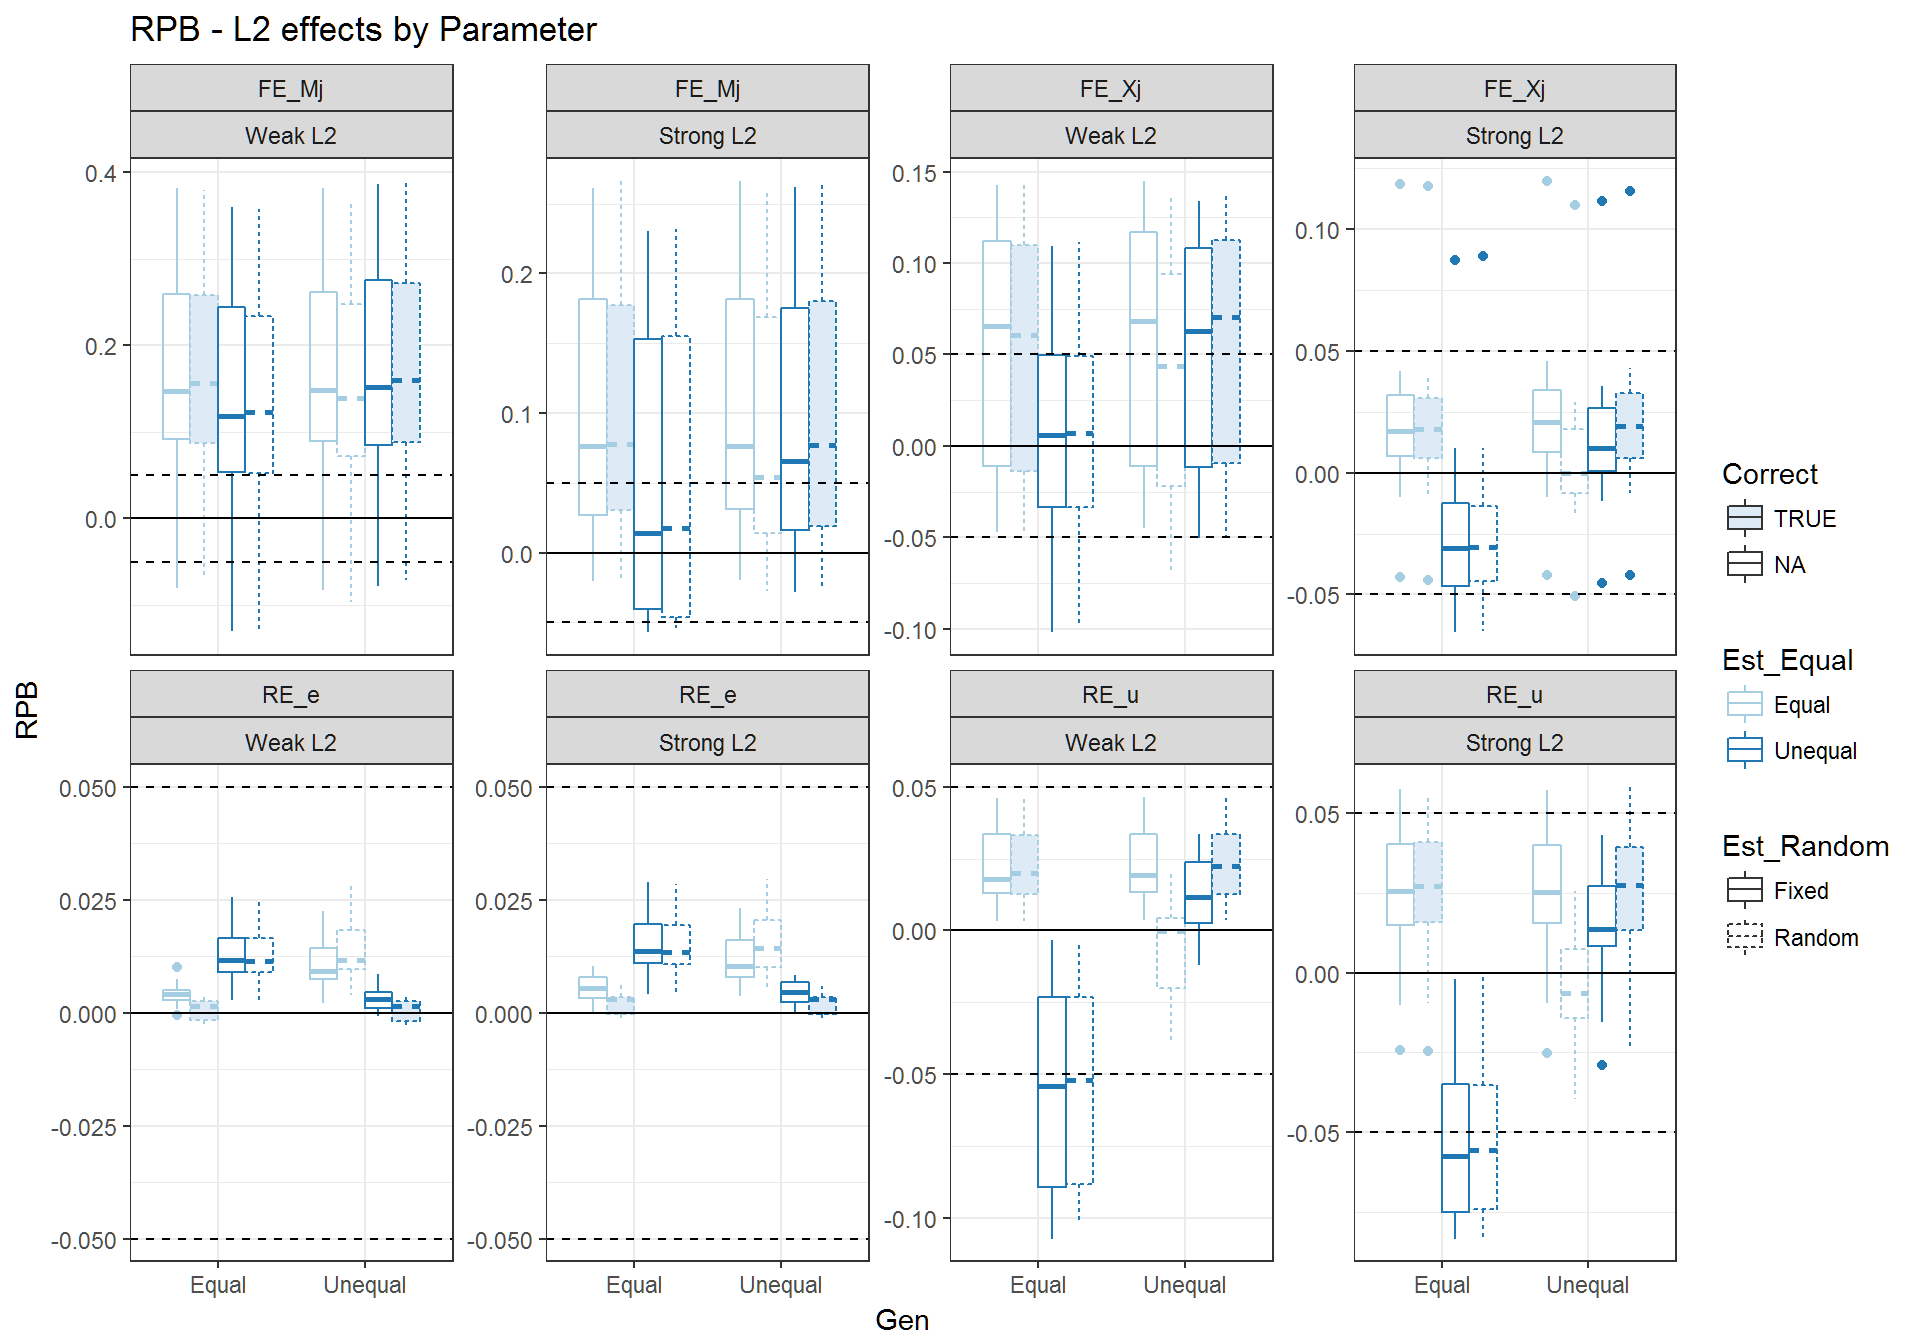 RPB - L2 effects by Parameter
FE_Mj
FE_Mj
FE_Xj
FE_Xj
Weak L2
Strong L2
Weak L2
Strong L2
0.4
0.2
0.0
0.2
0.1
0.0
0.15
0.10
0.05
0.00
-0.05
-0.10
0.10
0.05
0.00
-0.05
RPB
RE_e
RE_e
RE_u
RE_u
Weak L2
Strong L2
Weak L2
Strong L2
0.050
0.025
0.000
-0.025
-0.050
0.050
0.025
0.000
-0.025
-0.050
0.05
0.00
-0.05
-0.10
0.05
0.00
-0.05
Equal Unequal
Equal Unequal
Equal Unequal
Equal Unequal
Gen
Correct
TRUE
NA
Est_Equal
Equal
Unequal
Est_Random
Fixed
Random